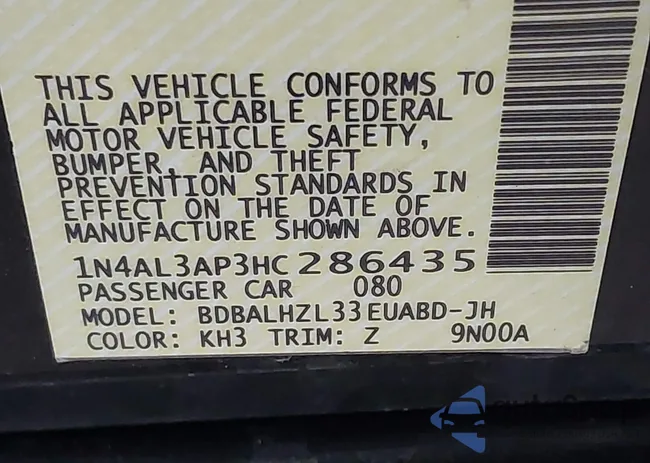 THIS VEHICLE CONFORMS TO
ALL APPLICABLE FEDERAL
MOTOR VEHICLE SAFETY,
BUMPER, AND THEFT
PREVENTION STANDARDS IN
EFFECT ON THE DATE OF
MANUFACTURE SHOWN ABOVE.
1N4AL3AP3HC286435
PASSENGER CAR 080
MODEL: BDBALHZL33EUABD-JH
COLOR: KH3 TRIM: Z 9N00A